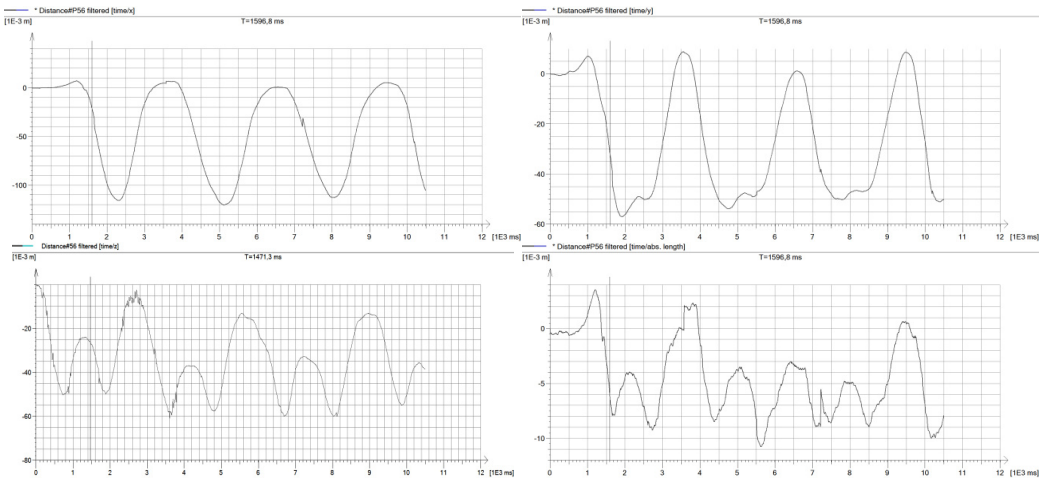 * Distance#P56 filtered [time/x]
[1E-3 m]
T=1596,8 ms
0
-50
-100
0 1 2 3 4 5 6 7 8 9 10 11 12 [1E3 ms]
* Distance#P56 filtered [time/y]
[1E-3 m]
T=1596,8 ms
0
-20
-40
-60
0 2 3 4 5 6 7 8 9 10 11 12 [1E3 ms]
Distance#56 filtered [time/z]
[1E-3 m]
T=1471,3 ms
-20
-40
-60
-80
0 2 3 4 5 6 7 8 9 10 11 12 [1E3 ms]
* Distance#P56 filtered [time/abs. length]
[1E-3 m]
T=1596,8 ms
0
-5
-10
0 2 3 4 5 6 7 8 9 10 11 12 [1E3 ms]